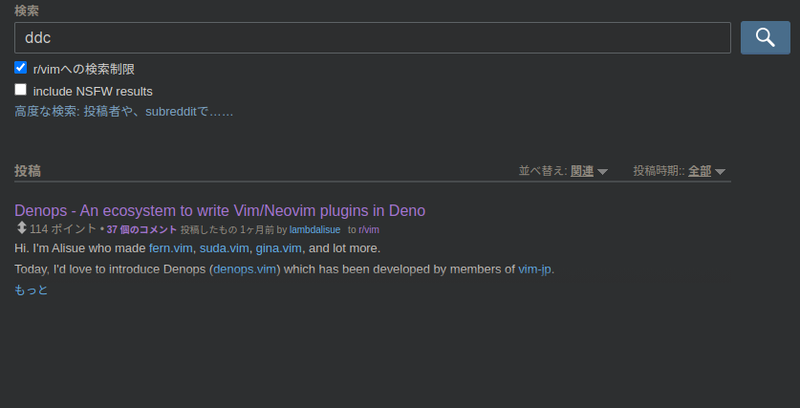 検索
ddc
r/vimへの検索制限
include NSFW results
高度な検索: 投稿者や、subredditで……
投稿 並べ替え: 関連 投稿時期:: 全部
Denops - An ecosystem to write Vim/Neovim plugins in Deno
114 ポイント • 37 個のコメント 投稿したもの 1ヶ月前 by lambdalisue to r/vim
Hi. I'm Alisue who made fern.vim, suda.vim, gina.vim, and lot more.
Today, I'd love to introduce Denops (denops.vim) which has been developed by members of vim-jp.
もっと